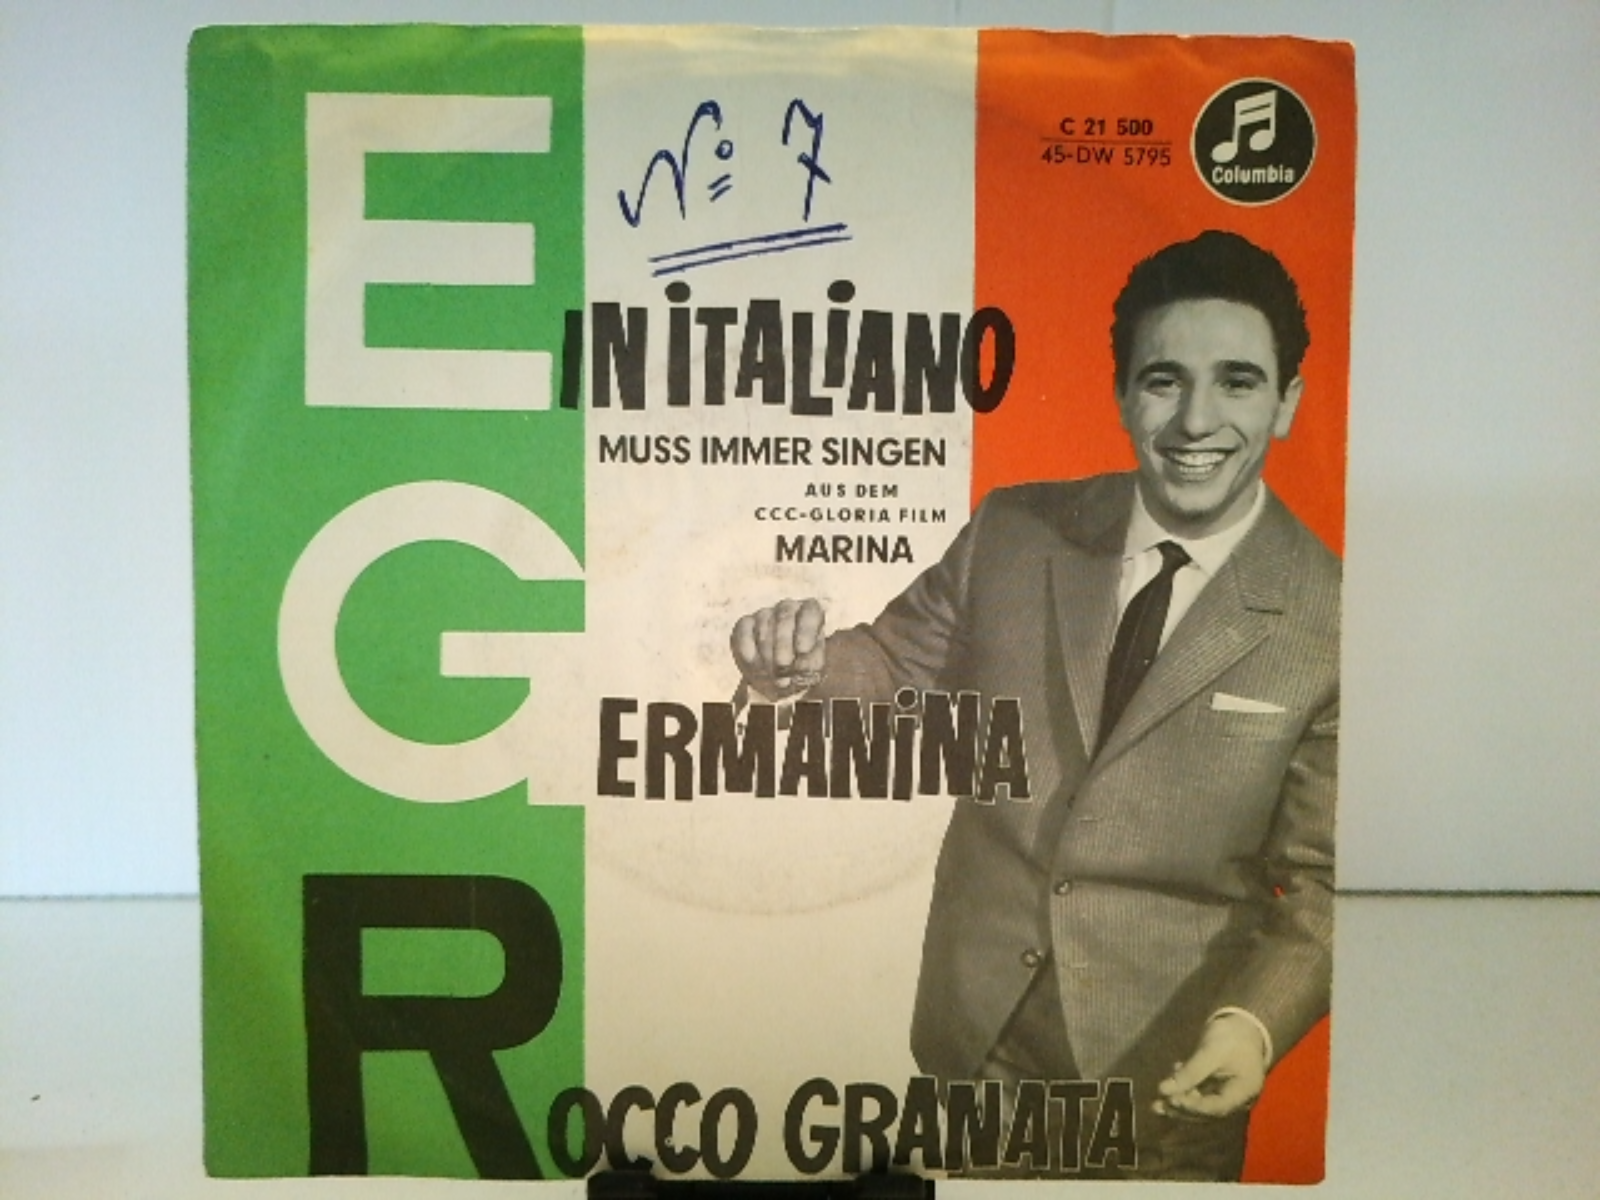 Nº 7
C 21 500
45-DW 5795
Columbia
EIN iTALiANO
MUSS IMMER SINGEN
AUS DEM
CCC-GLORIA FILM
MARINA
GERMANiNA
ROCCO GRANATA